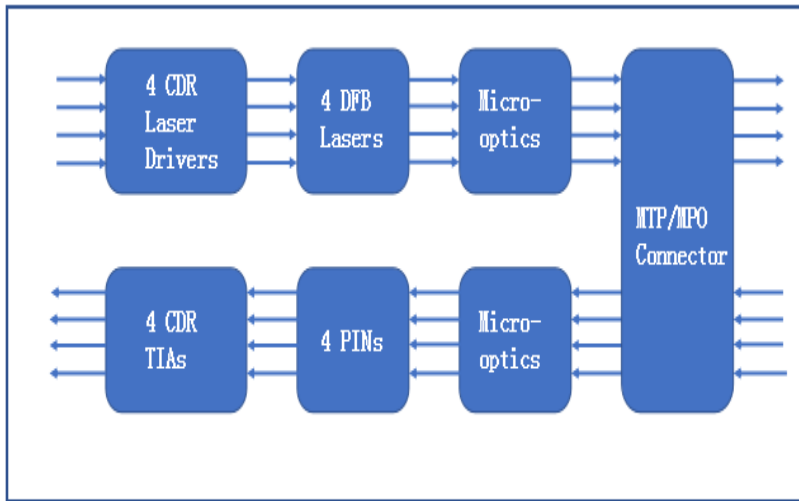 4 CDR
Laser
Drivers
4 DFB
Lasers
Micro-
optics
MTP/MPO
Connector
4 CDR
TIAs
4 PINs
Micro-
optics